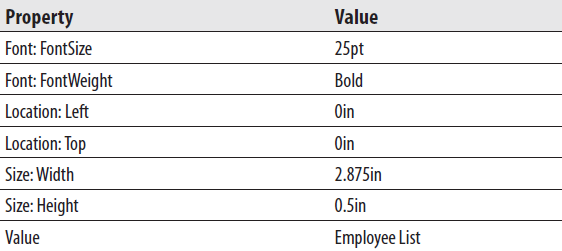 Property Value
Font: FontSize 25pt
Font: FontWeight Bold
Location: Left 0in
Location: Top 0in
Size: Width 2.875in
Size: Height 0.5in
Value Employee List